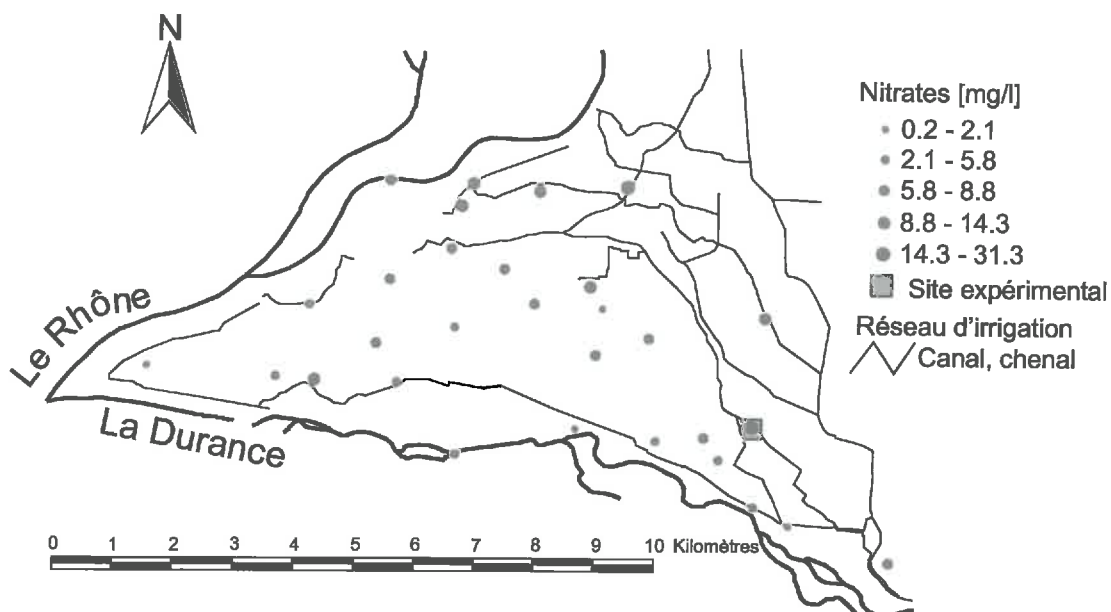 N
Nitrates [mg/l]
0.2 - 2.1
2.1 - 5.8
5.8 - 8.8
8.8 - 14.3
14.3 - 31.3
Site expérimental
Réseau d'irrigation
Canal, chenal
Le Rhône
La Durance
0 1 2 3 4 5 6 7 8 9 10 Kilomètres